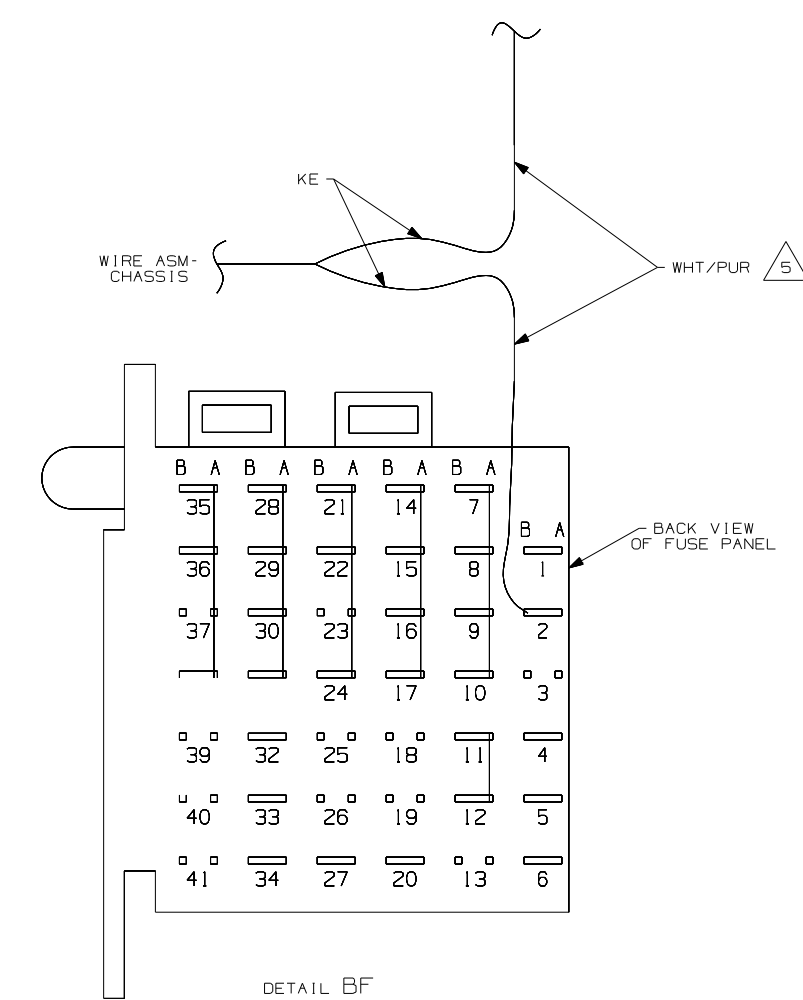 KE
WIRE ASM-
CHASSIS
WHT/PUR 5
B A B A B A B A B A
35 28 21 14 7
B A
BACK VIEW
OF FUSE PANEL
36 29 22 15 8 1
37 30 23 16 9 2
24 17 10 3
39 32 25 18 11 4
40 33 26 19 12 5
41 34 27 20 13 6
DETAIL BF